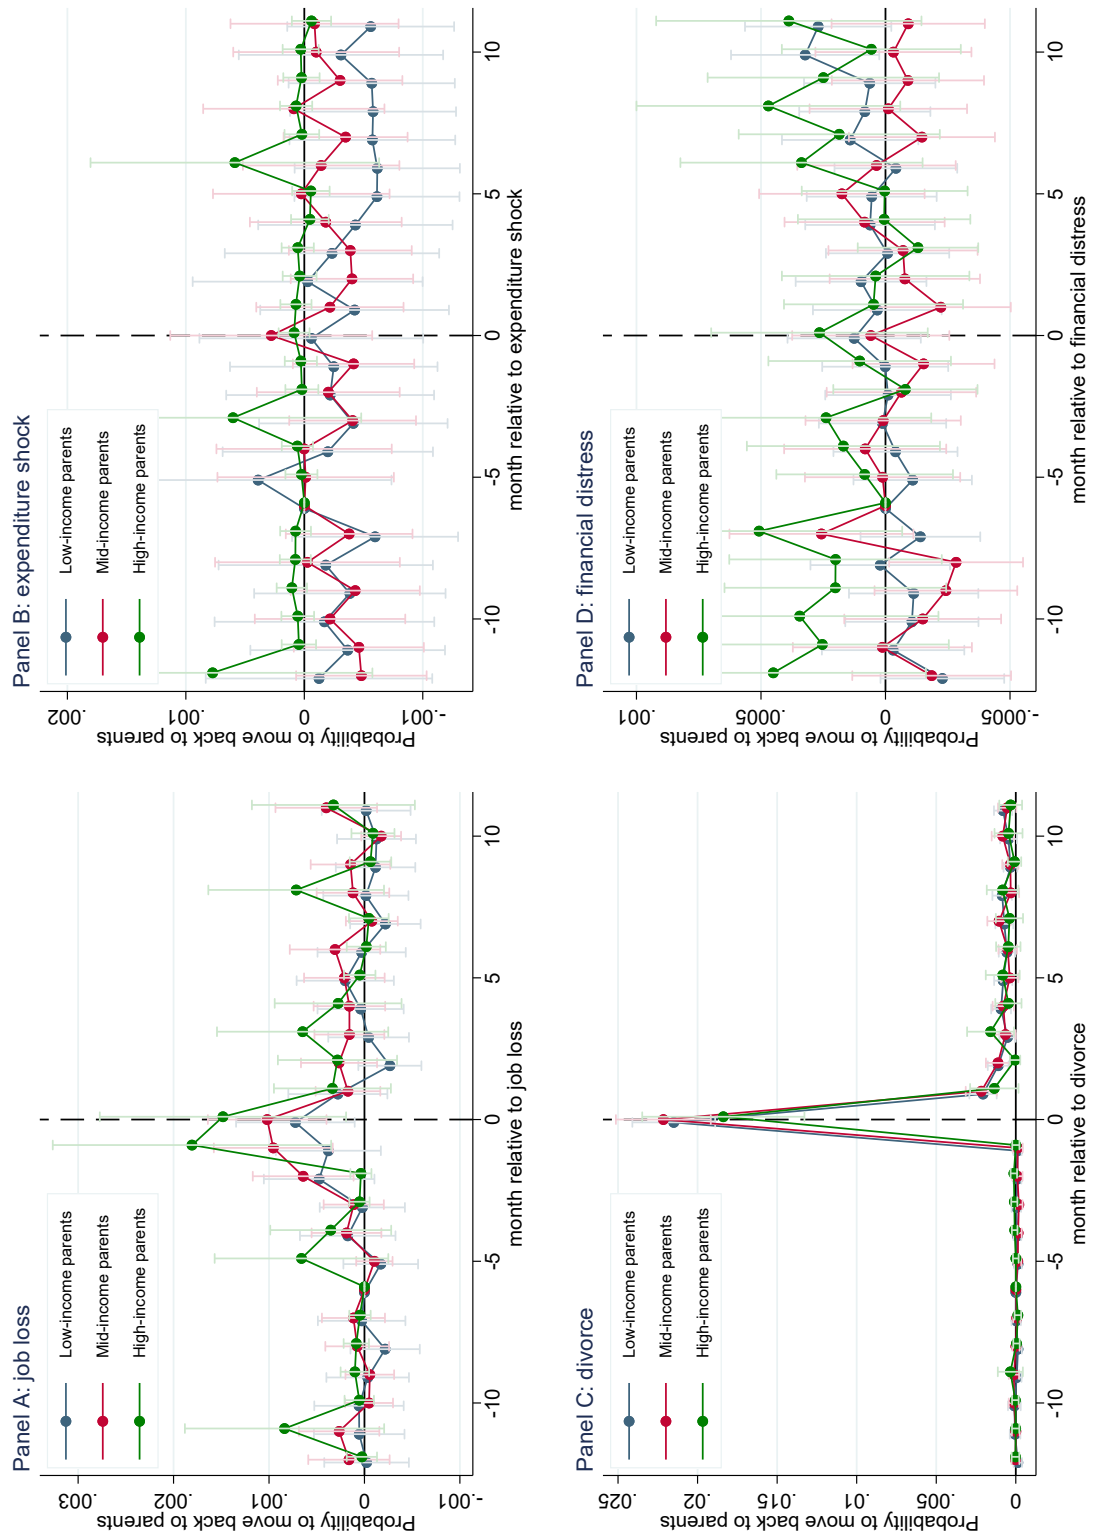 Panel A: job loss
Low-income parents
Mid-income parents
High-income parents
Probability to move back to parents
.003
.002
.001
0
-.001
-10
-5
0
5
10
month relative to job loss
Panel B: expenditure shock
Low-income parents
Mid-income parents
High-income parents
Probability to move back to parents
.002
.001
0
-.001
-10
-5
0
5
10
month relative to expenditure shock
Panel C: divorce
Low-income parents
Mid-income parents
High-income parents
Probability to move back to parents
.025
.02
.015
.01
.005
0
-10
-5
0
5
10
month relative to divorce
Panel D: financial distress
Low-income parents
Mid-income parents
High-income parents
Probability to move back to parents
.001
.0005
0
-.0005
-10
-5
0
5
10
month relative to financial distress